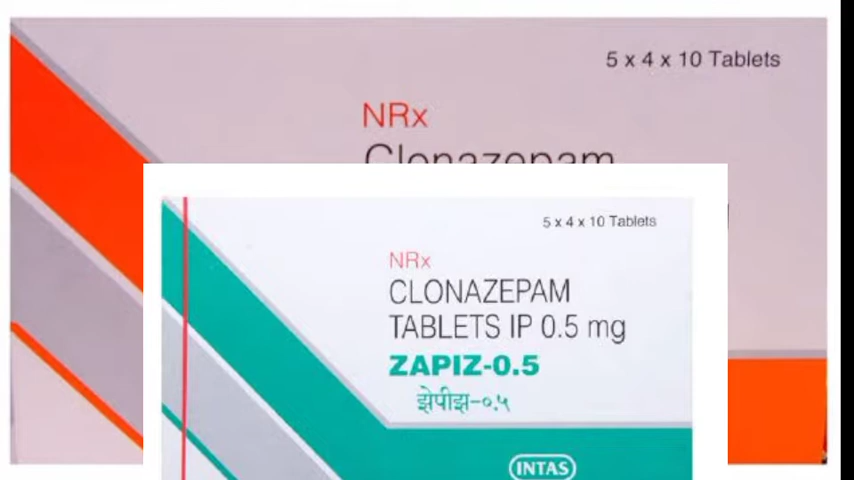 5 x 4 x 10 Tablets
NRx
Clonazepam
5 x 4 x 10 Tablets
NRx
CLONAZEPAM
TABLETS IP 0.5 mg
ZAPIZ-0.5
झेपीझ-०.५
INTAS